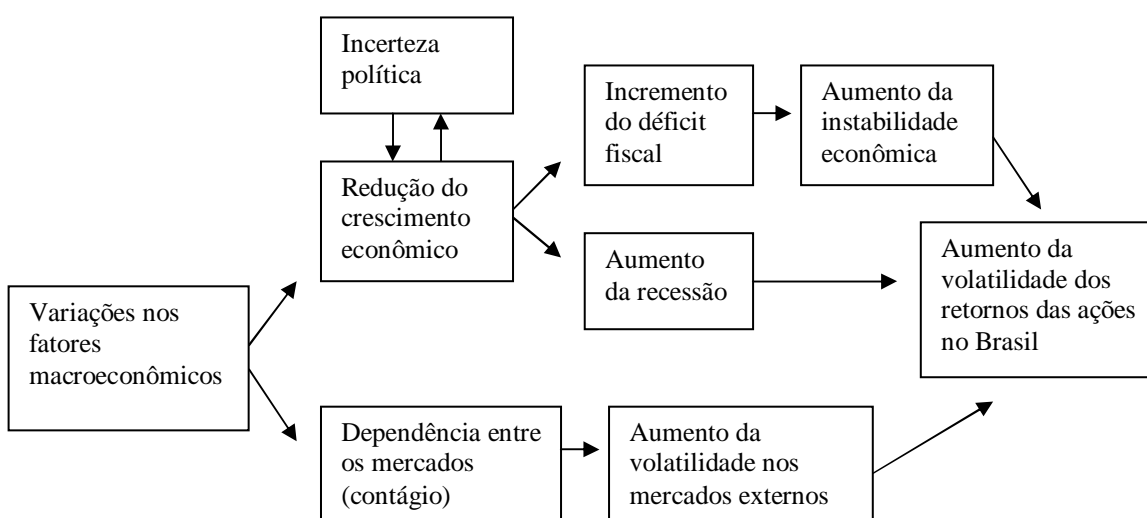 Incerteza
política
Incremento
do déficit
fiscal
Aumento da
instabilidade
econômica
Redução do
crescimento
econômico
Aumento
da recessão
Aumento da
volatilidade dos
retornos das ações
no Brasil
Variações nos
fatores
macroeconômicos
Dependência entre
os mercados
(contágio)
Aumento da
volatilidade nos
mercados externos